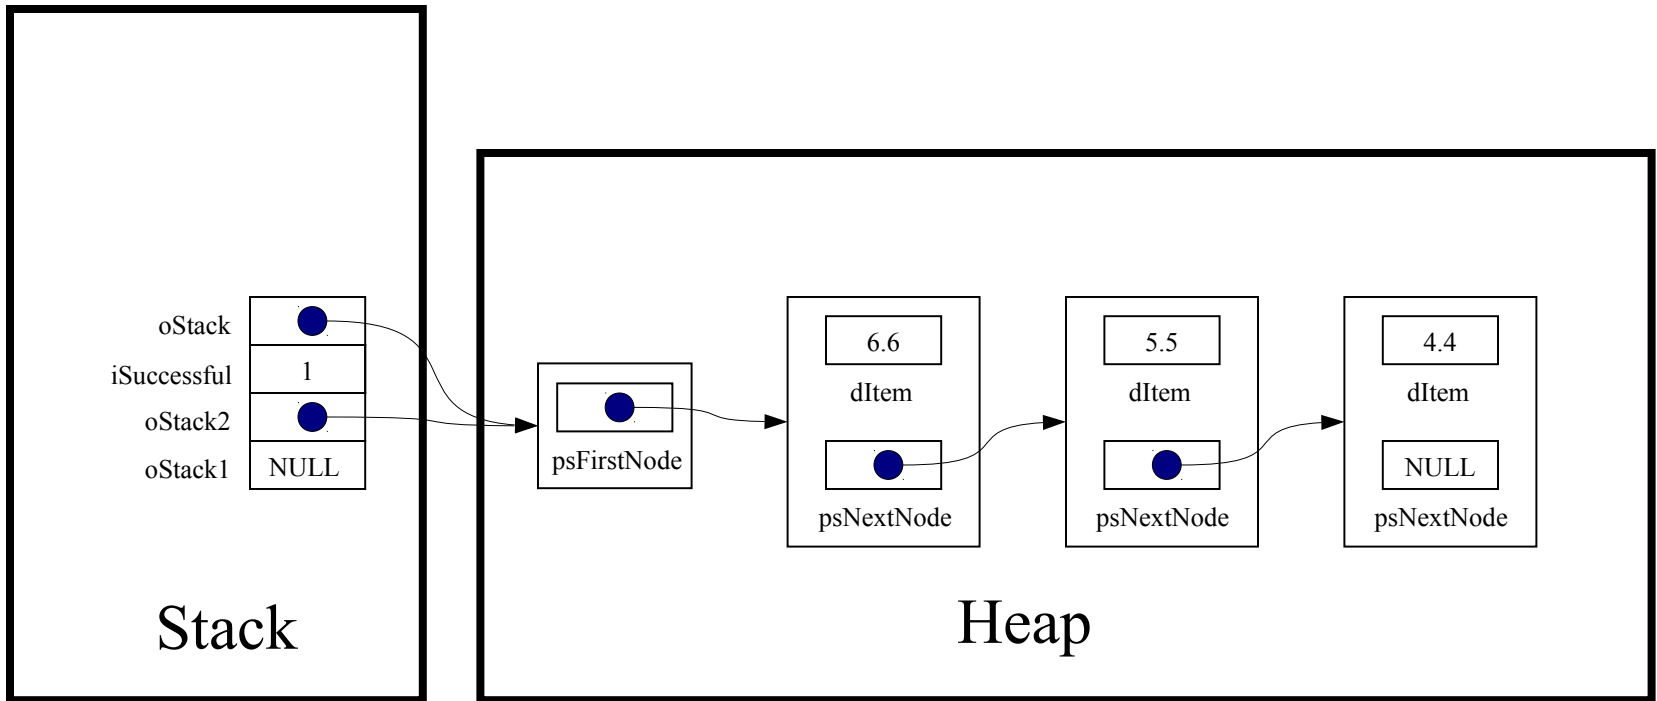 oStack
iSuccessful 1
oStack2
oStack1 NULL
Stack
psFirstNode
6.6
dItem
psNextNode
5.5
dItem
psNextNode
4.4
dItem
NULL
psNextNode
Heap